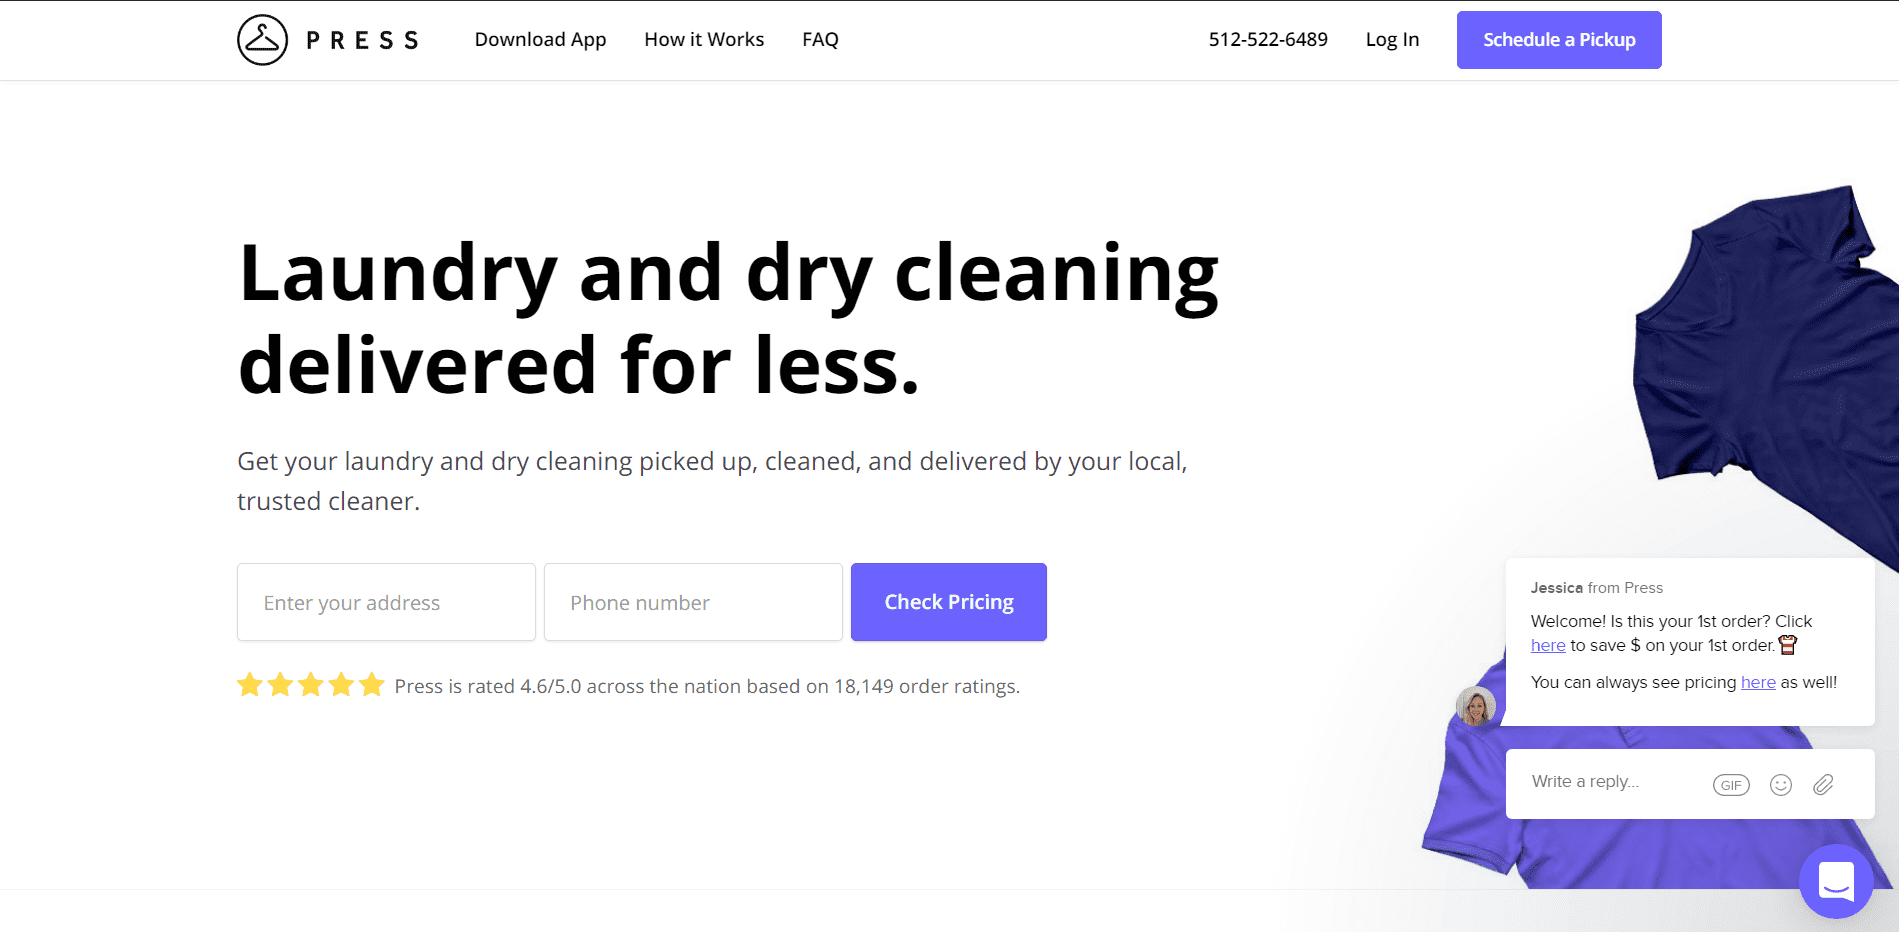 PRESS
Download App
How it Works
FAQ
512-522-6489
Log In
Schedule a Pickup
Laundry and dry cleaning
delivered for less.
Get your laundry and dry cleaning picked up, cleaned, and delivered by your local,
trusted cleaner.
Enter your address
Phone number
Check Pricing
Press is rated 4.6/5.0 across the nation based on 18,149 order ratings.
Jessica from Press
Welcome! Is this your 1st order? Click
here to save $ on your 1st order.
You can always see pricing here as well!
Write a reply...
GIF